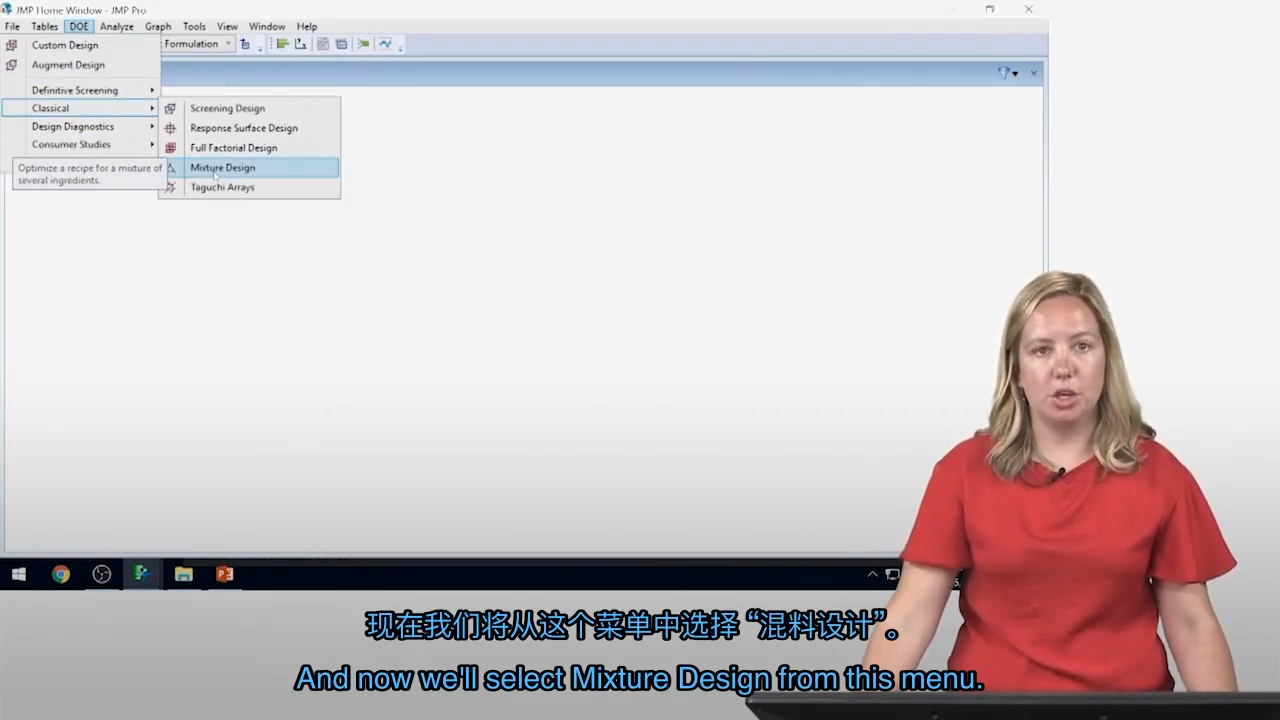 JMP Home Window - JMP Pro
File Tables DOE Analyze Graph Tools View Window Help
Custom Design
Formulation
Augment Design
Definitive Screening
Classical
Screening Design
Design Diagnostics
Response Surface Design
Consumer Studies
Full Factorial Design
Optimize a recipe for a mixture of
several ingredients.
Mixture Design
Taguchi Arrays
现在我们将从这个菜单中选择 “混料设计”。
And now we'll select Mixture Design from this menu.